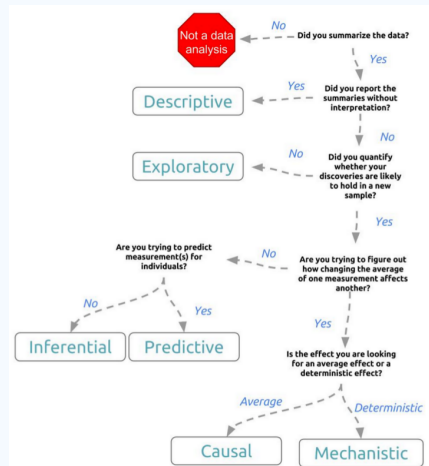 No
Not a data
analysis
Did you summarize the data?
Yes
Yes
Did you report the
summaries without
interpretation?
Descriptive
No
No
Did you quantify
whether your
discoveries are likely
to hold in a new
sample?
Exploratory
Yes
Are you trying to predict
measurement(s) for
individuals?
No
Are you trying to figure out
how changing the average
of one measurement affects
another?
No
Yes
Yes
Inferential
Predictive
Is the effect you are looking
for an average effect or a
deterministic effect?
Average
Deterministic
Causal
Mechanistic